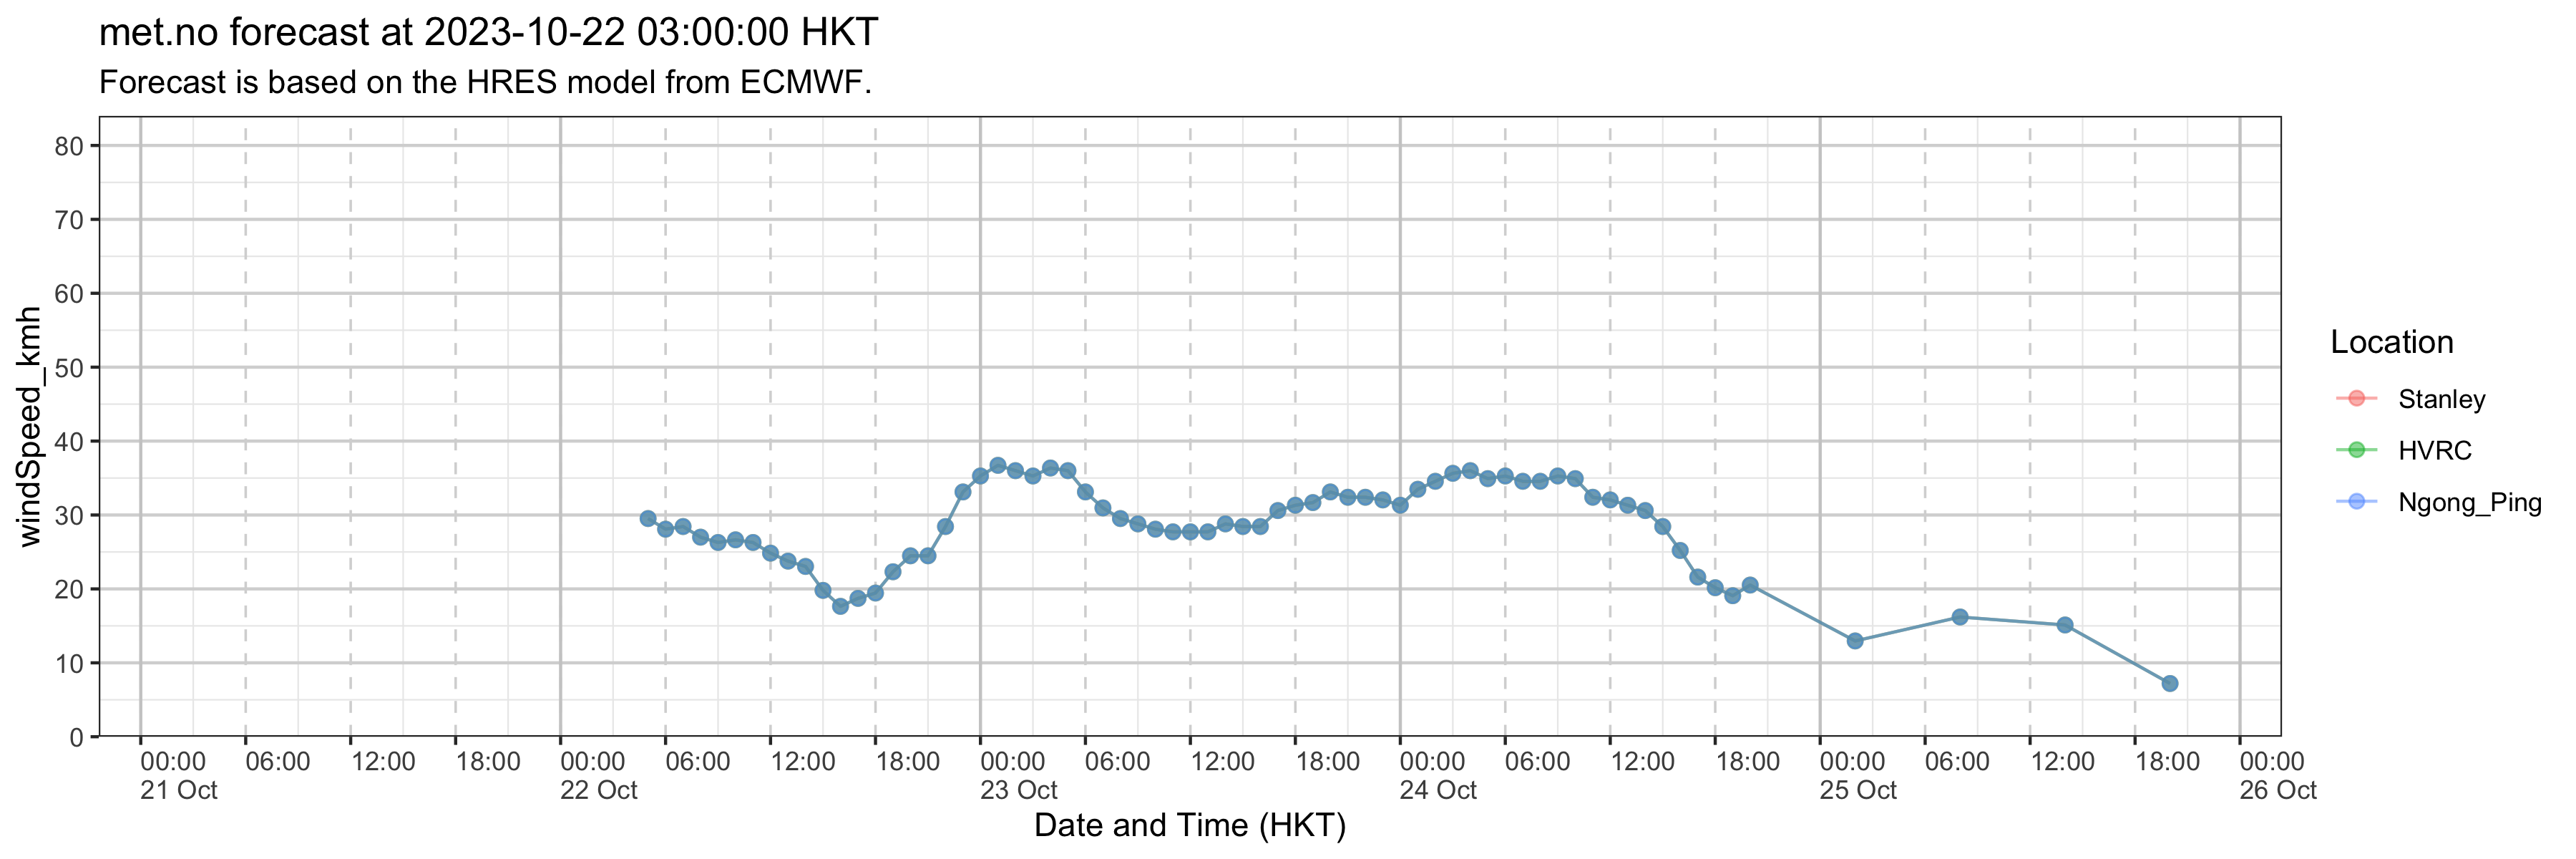 met.no forecast at 2023-10-22 03:00:00 HKT
Forecast is based on the HRES model from ECMWF.
windSpeed_kmh
80
70
60
50
40
30
20
10
0
00:00 06:00 12:00 18:00 00:00 06:00 12:00 18:00 00:00 06:00 12:00 18:00 00:00 06:00 12:00 18:00 00:00 06:00 12:00 18:00 00:00
21 Oct 22 Oct 23 Oct 24 Oct 25 Oct 26 Oct
Date and Time (HKT)
Location
Stanley
HVRC
Ngong_Ping